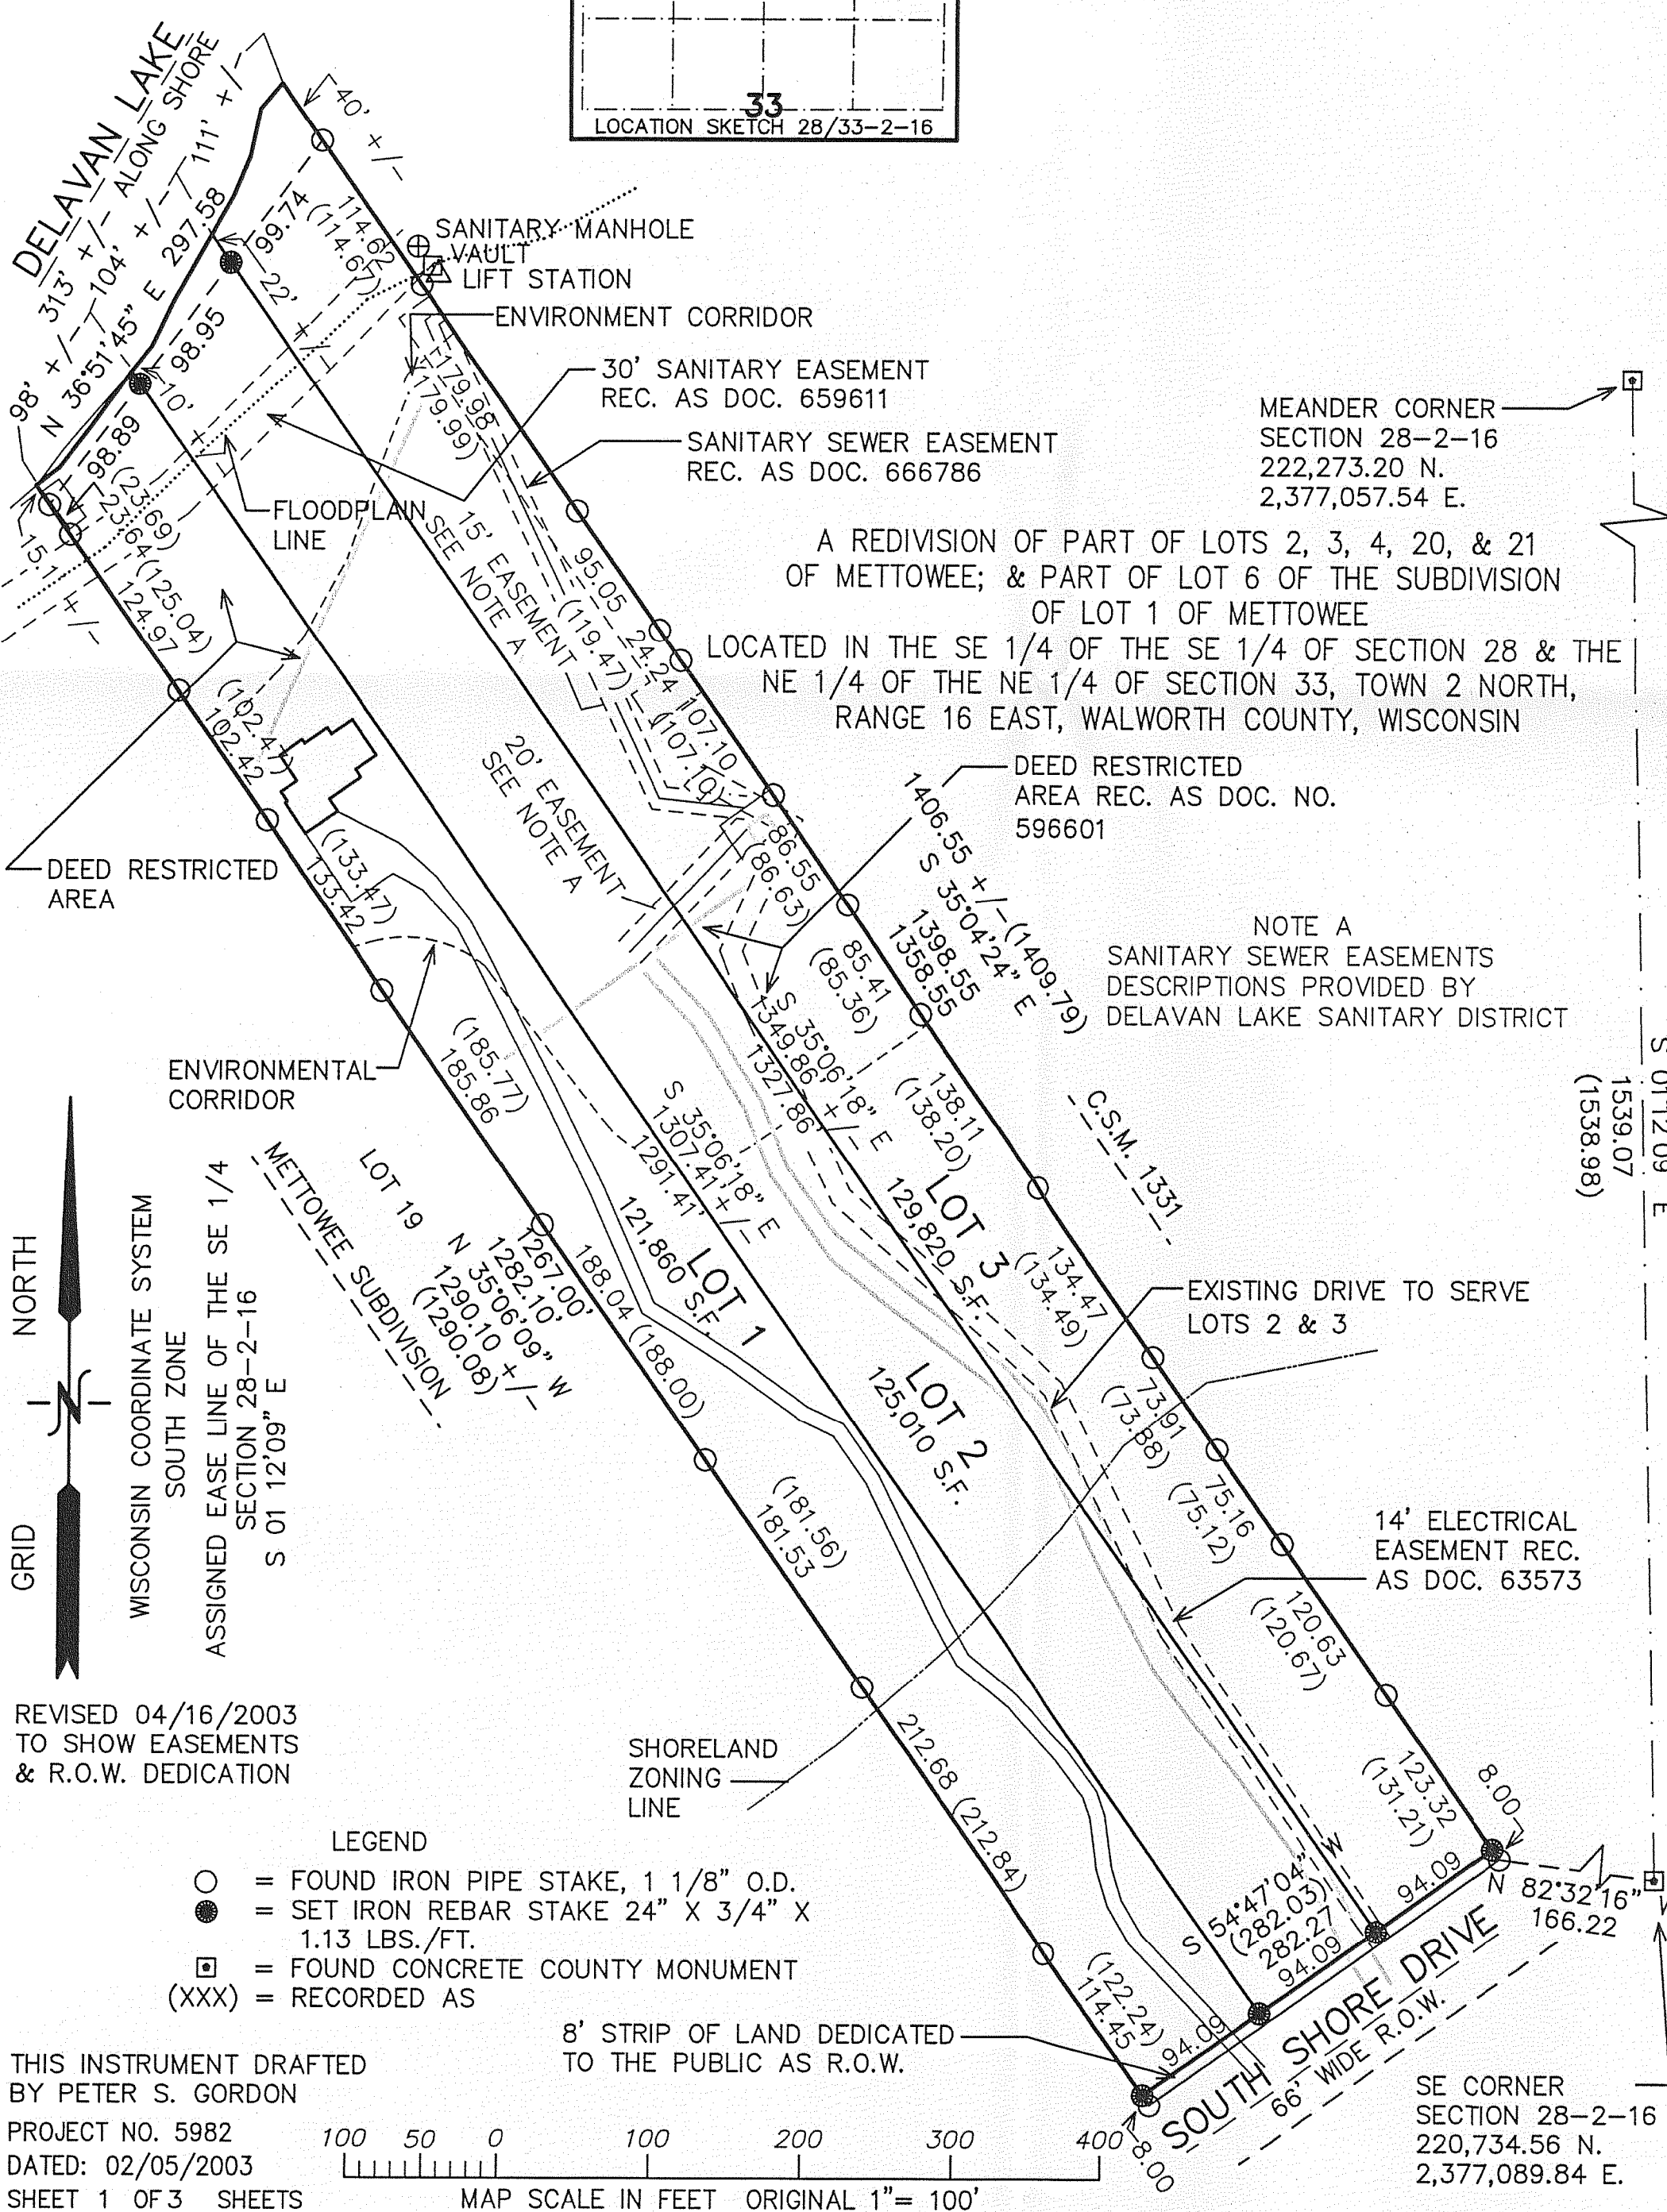 33
LOCATION SKETCH 28/33-2-16
DELAVAN LAKE
313' +/- ALONG SHORE
98' +/- 104' +/- 111' +/-
N 36°51'45" E 297.58
40' +/-
99.74
22' +/-
98.95
10' +/-
98.89
15.1 +/-
114.62
(114.67)
SANITARY MANHOLE
VAULT
LIFT STATION
ENVIRONMENT CORRIDOR
30' SANITARY EASEMENT
REC. AS DOC. 659611
SANITARY SEWER EASEMENT
REC. AS DOC. 666786
179.98
(179.99)
FLOODPLAIN
LINE
MEANDER CORNER
SECTION 28-2-16
222,273.20 N.
2,377,057.54 E.
A REDIVISION OF PART OF LOTS 2, 3, 4, 20, & 21
OF METTOWEE; & PART OF LOT 6 OF THE SUBDIVISION
OF LOT 1 OF METTOWEE
LOCATED IN THE SE 1/4 OF THE SE 1/4 OF SECTION 28 & THE
NE 1/4 OF THE NE 1/4 OF SECTION 33, TOWN 2 NORTH,
RANGE 16 EAST, WALWORTH COUNTY, WISCONSIN
(23.69)
23.64
(125.04)
124.97
15' EASEMENT
SEE NOTE A
95.05
24.24
(119.47)
107.10
(107.10)
(102.47)
102.42
20' EASEMENT
SEE NOTE A
DEED RESTRICTED
AREA REC. AS DOC. NO.
596601
DEED RESTRICTED
AREA
(133.47)
133.42
86.55
(86.63)
1406.55 +/- (1409.79)
S 35°04'24" E
1398.55
1358.55
85.41
(85.36)
NOTE A
SANITARY SEWER EASEMENTS
DESCRIPTIONS PROVIDED BY
DELAVAN LAKE SANITARY DISTRICT
S 01°12'09" E
1539.07
(1538.98)
ENVIRONMENTAL
CORRIDOR
(185.77)
185.86
S 35°06'18" E
1349.86' +/-
1327.86'
138.11
(138.20)
C.S.M. 1331
S 35°06'18" E
1307.41' +/-
1291.41'
METTOWEE SUBDIVISION
LOT 19
N 35°06'09" W
1267.00'
1282.10'
1290.10 +/-
(1290.08)
LOT 1
121,860 S.F.
LOT 3
129,820 S.F.
134.47
(134.49)
188.04 (188.00)
EXISTING DRIVE TO SERVE
LOTS 2 & 3
LOT 2
125,010 S.F.
73.91
(73.88)
75.16
(75.12)
NORTH
GRID
N
WISCONSIN COORDINATE SYSTEM
SOUTH ZONE
ASSIGNED EASE LINE OF THE SE 1/4
SECTION 28-2-16
S 01 12'09" E
(181.56)
181.53
14' ELECTRICAL
EASEMENT REC.
AS DOC. 63573
120.63
(120.67)
REVISED 04/16/2003
TO SHOW EASEMENTS
& R.O.W. DEDICATION
SHORELAND
ZONING
LINE
212.68 (212.84)
123.32
(131.21)
8.00
LEGEND
= FOUND IRON PIPE STAKE, 1 1/8" O.D.
= SET IRON REBAR STAKE 24" X 3/4" X
1.13 LBS./FT.
= FOUND CONCRETE COUNTY MONUMENT
(XXX) = RECORDED AS
S 54°47'04" W
(282.03)
282.27
94.09
94.09
94.09
N 82°32'16" W
166.22
(122.24)
114.45
8' STRIP OF LAND DEDICATED
TO THE PUBLIC AS R.O.W.
SOUTH SHORE DRIVE
66' WIDE R.O.W.
8.00
THIS INSTRUMENT DRAFTED
BY PETER S. GORDON
PROJECT NO. 5982
DATED: 02/05/2003
SHEET 1 OF 3 SHEETS
100 50 0 100 200 300 400
MAP SCALE IN FEET ORIGINAL 1"= 100'
SE CORNER
SECTION 28-2-16
220,734.56 N.
2,377,089.84 E.